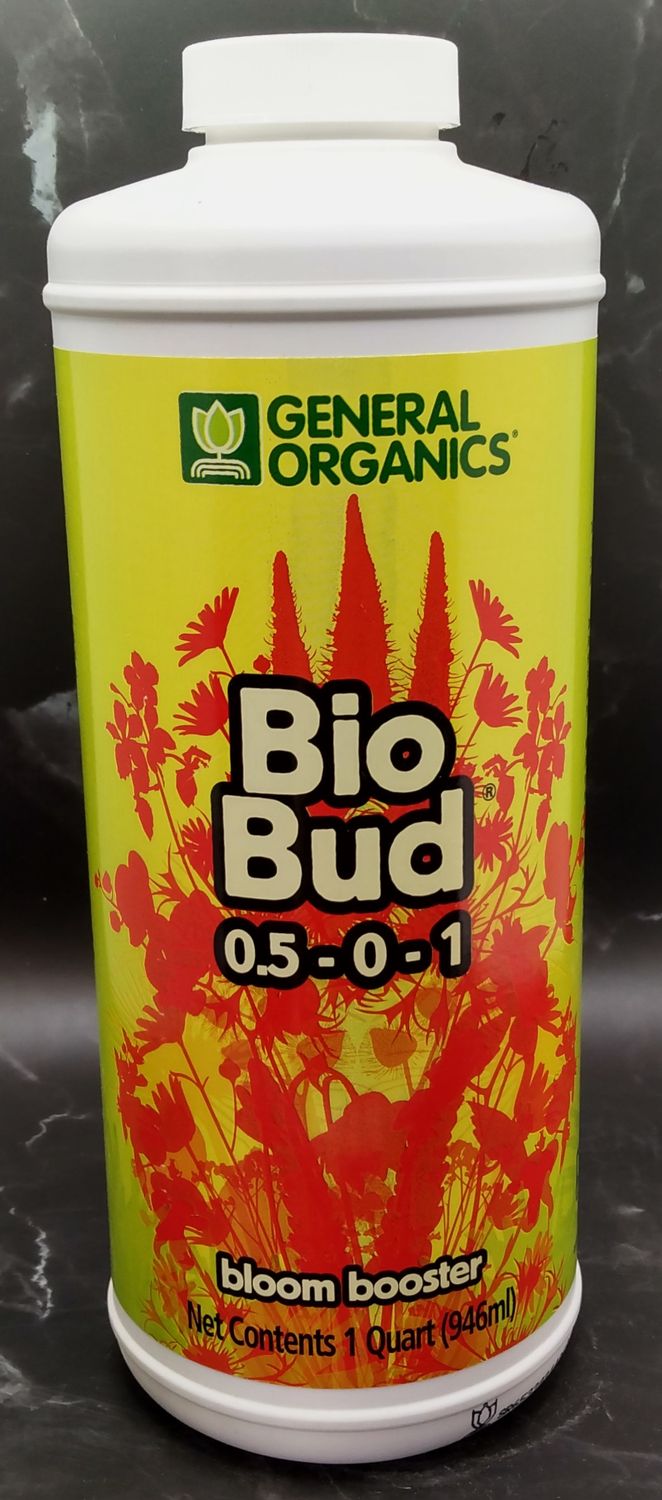 GENERAL
ORGANICS®
Bio
Bud®
0.5 - 0 - 1
bloom booster
Net Contents 1 Quart (946ml)